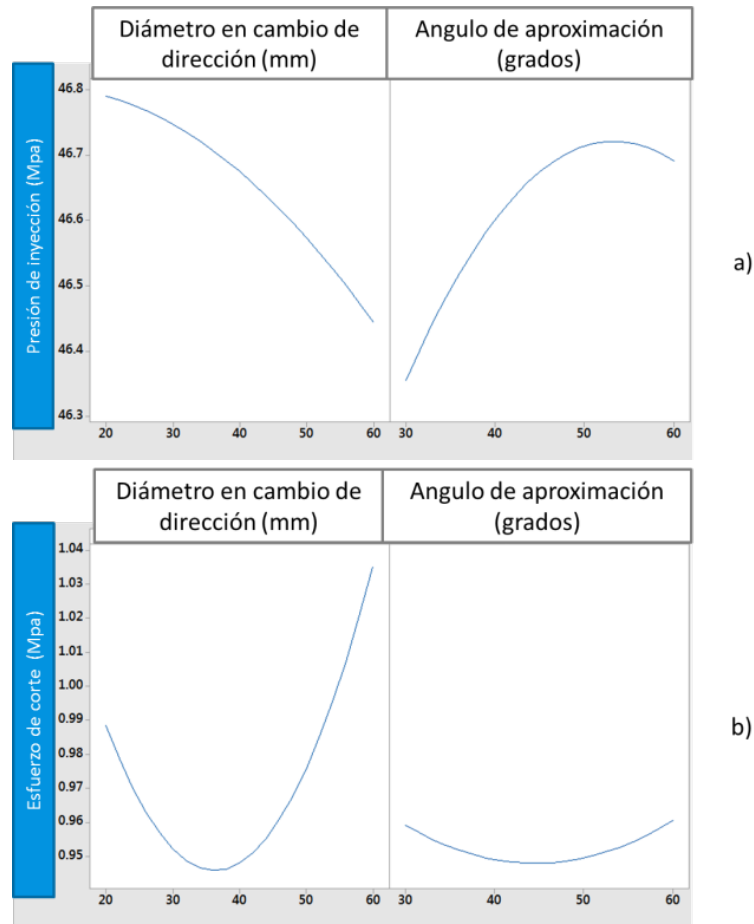 Diámetro en cambio de
dirección (mm)
Angulo de aproximación
(grados)
Presión de inyección (Mpa)
46.8
46.7
46.6
46.5
46.4
46.3
20 30 40 50 60 30 40 50 60
a)
Diámetro en cambio de
dirección (mm)
Angulo de aproximación
(grados)
Esfuerzo de corte (Mpa)
1.04
1.03
1.02
1.01
1.00
0.99
0.98
0.97
0.96
0.95
20 30 40 50 60 30 40 50 60
b)